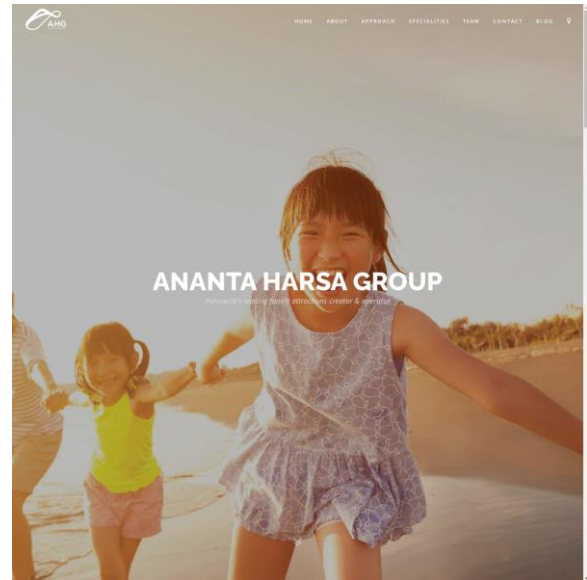 AHG
HOME ABOUT APPROACH SPECIALITIES TEAM CONTACT BLOG
ANANTA HARSA GROUP
Indonesia's leading family attractions creator & operator